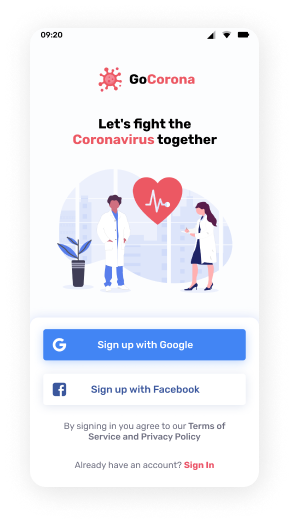 09:20
GoCorona
Let's fight the
Coronavirus together
Sign up with Google
Sign up with Facebook
By signing in you agree to our Terms of
Service and Privacy Policy
Already have an account? Sign In